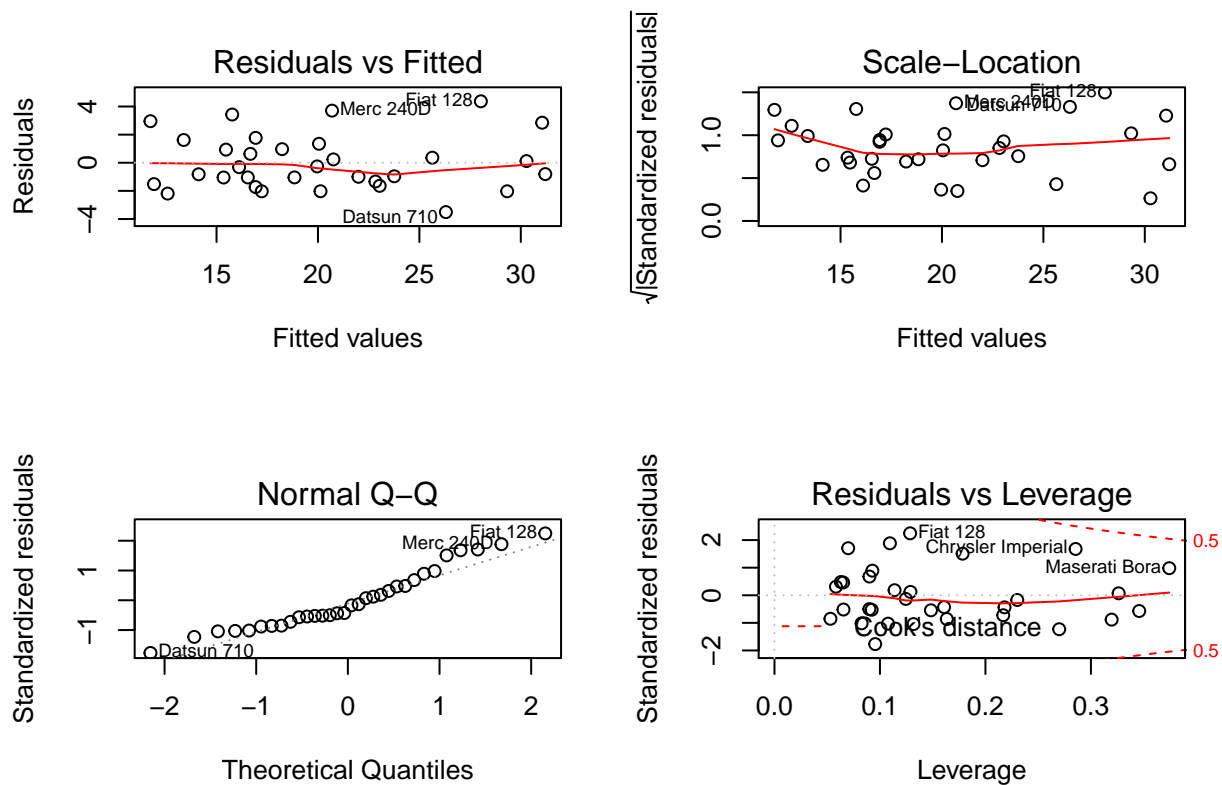 Residuals vs Fitted
Residuals
4
0
−4
Fiat 128
Merc 240D
Datsun 710
15 20 25 30
Fitted values
Scale−Location
√|Standardized residuals|
1.0
0.0
Fiat 128
Merc 240D
Datsun 710
15 20 25 30
Fitted values
Normal Q−Q
Standardized residuals
1
−1
Fiat 128
Merc 240D
Datsun 710
−2 −1 0 1 2
Theoretical Quantiles
Residuals vs Leverage
Standardized residuals
2
0
−2
Fiat 128
Chrysler Imperial
Maserati Bora
Cook's distance
0.5
0.5
0.0 0.1 0.2 0.3
Leverage